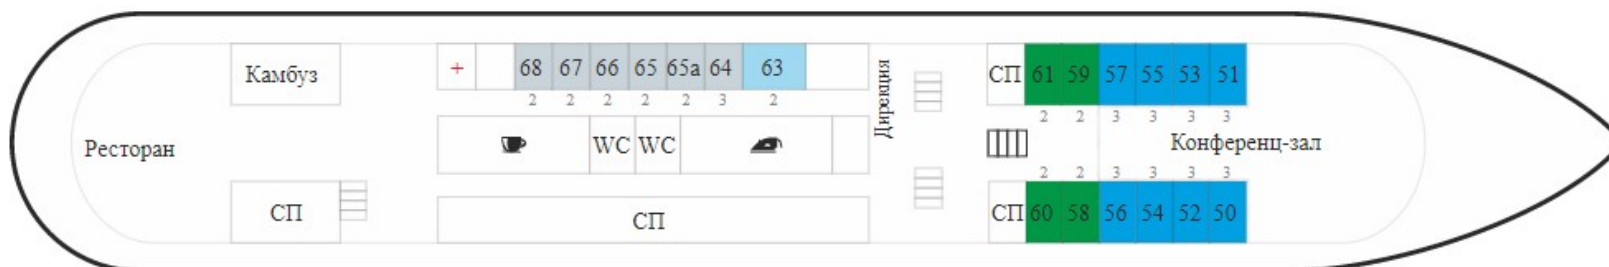 Камбуз
+
68 67 66 65 65а 64 63
2 2 2 2 2 3 2
Дирекция
СП 61 59 57 55 53 51
2 2 3 3 3 3
Ресторан
WC WC
Конференц-зал
2 2 3 3 3 3
СП
СП
СП 60 58 56 54 52 50